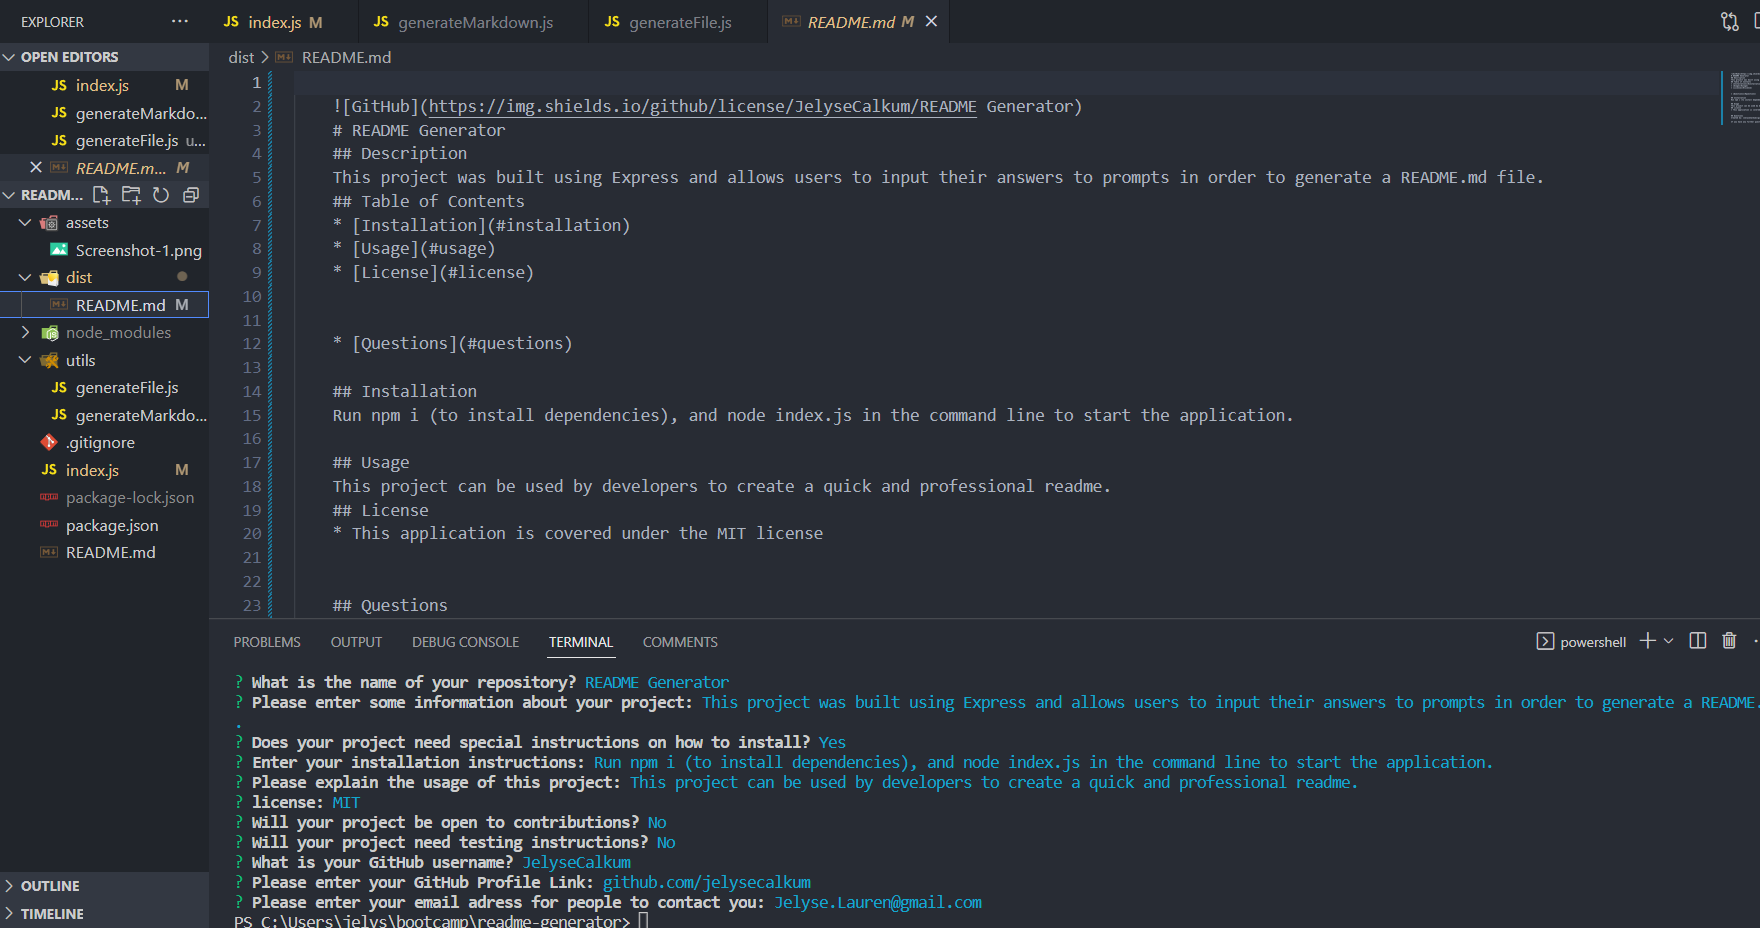 EXPLORER
···
JS index.js M
JS generateMarkdown.js
JS generateFile.js
README.md M
OPEN EDITORS
JS index.js M
JS generateMarkdo...
JS generateFile.js u...
README.m... M
READM...
assets
Screenshot-1.png
dist
README.md M
node_modules
utils
JS generateFile.js
JS generateMarkdo...
.gitignore
JS index.js M
package-lock.json
package.json
README.md
OUTLINE
TIMELINE
dist > README.md
1
2 ![GitHub](https://img.shields.io/github/license/JelyseCalkum/README Generator)
3 # README Generator
4 ## Description
5 This project was built using Express and allows users to input their answers to prompts in order to generate a README.md file.
6 ## Table of Contents
7 * [Installation](#installation)
8 * [Usage](#usage)
9 * [License](#license)
10
11
12 * [Questions](#questions)
13
14 ## Installation
15 Run npm i (to install dependencies), and node index.js in the command line to start the application.
16
17 ## Usage
18 This project can be used by developers to create a quick and professional readme.
19 ## License
20 * This application is covered under the MIT license
21
22
23 ## Questions
PROBLEMS OUTPUT DEBUG CONSOLE TERMINAL COMMENTS
powershell
? What is the name of your repository? README Generator
? Please enter some information about your project: This project was built using Express and allows users to input their answers to prompts in order to generate a README.
.
? Does your project need special instructions on how to install? Yes
? Enter your installation instructions: Run npm i (to install dependencies), and node index.js in the command line to start the application.
? Please explain the usage of this project: This project can be used by developers to create a quick and professional readme.
? license: MIT
? Will your project be open to contributions? No
? Will your project need testing instructions? No
? What is your GitHub username? JelyseCalkum
? Please enter your GitHub Profile Link: github.com/jelysecalkum
? Please enter your email adress for people to contact you: Jelyse.Lauren@gmail.com
PS C:\Users\jelys\bootcamp\readme-generator>